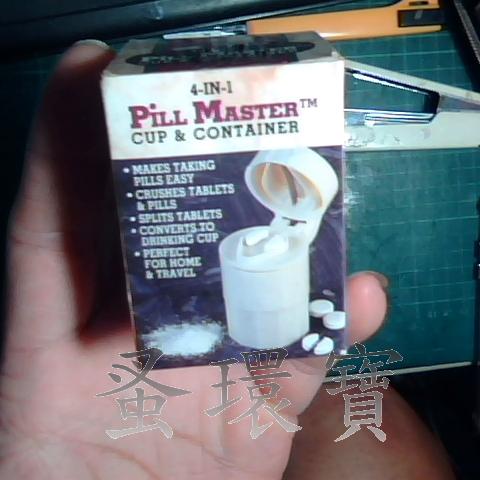 4-IN-1
PILL MASTER™
CUP & CONTAINER
• MAKES TAKING
PILLS EASY
• CRUSHES TABLETS
& PILLS
• SPLITS TABLETS
• CONVERTS TO
DRINKING CUP
• PERFECT
FOR HOME
& TRAVEL
蚤環寶